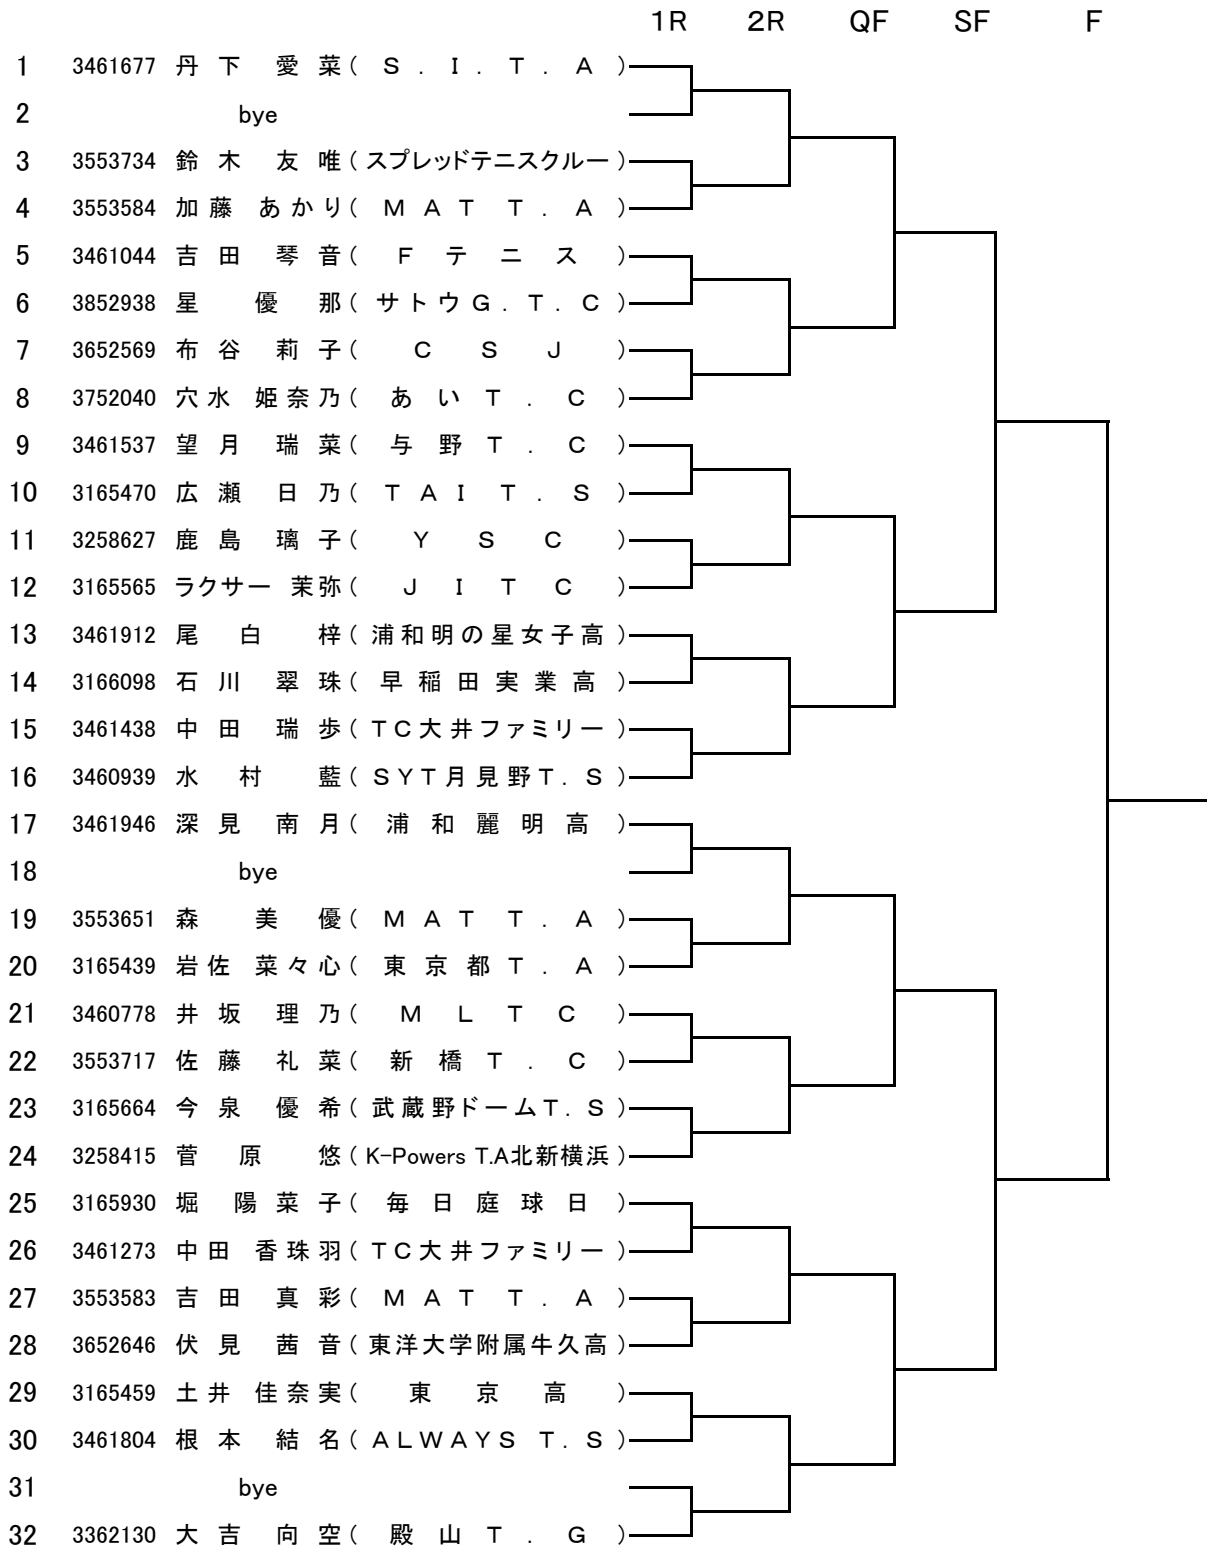 1R 2R QF SF F
1 3461677 丹下 愛菜 ( S.I.T.A )
2 bye
3 3553734 鈴木 友唯 ( スプレッドテニスクルー )
4 3553584 加藤 あかり ( MAT T.A )
5 3461044 吉田 琴音 ( Fテニス )
6 3852938 星 優那 ( サトウG.T.C )
7 3652569 布谷 莉子 ( CSJ )
8 3752040 穴水 姫奈乃 ( あいT.C )
9 3461537 望月 瑞菜 ( 与野T.C )
10 3165470 広瀬 日乃 ( TAI T.S )
11 3258627 鹿島 璃子 ( YSC )
12 3165565 ラクサー 茉弥 ( JITC )
13 3461912 尾白 梓 ( 浦和明の星女子高 )
14 3166098 石川 翠珠 ( 早稲田実業高 )
15 3461438 中田 瑞歩 ( TC大井ファミリー )
16 3460939 水村 藍 ( SYT月見野T.S )
17 3461946 深見 南月 ( 浦和麗明高 )
18 bye
19 3553651 森 美優 ( MAT T.A )
20 3165439 岩佐 菜々心 ( 東京都T.A )
21 3460778 井坂 理乃 ( MLTC )
22 3553717 佐藤 礼菜 ( 新橋T.C )
23 3165664 今泉 優希 ( 武蔵野ドームT.S )
24 3258415 菅原 悠 ( K-Powers T.A北新横浜 )
25 3165930 堀 陽菜子 ( 毎日庭球日 )
26 3461273 中田 香珠羽 ( TC大井ファミリー )
27 3553583 吉田 真彩 ( MAT T.A )
28 3652646 伏見 茜音 ( 東洋大学附属牛久高 )
29 3165459 土井 佳奈実 ( 東京高 )
30 3461804 根本 結名 ( ALWAYS T.S )
31 bye
32 3362130 大吉 向空 ( 殿山T.G )